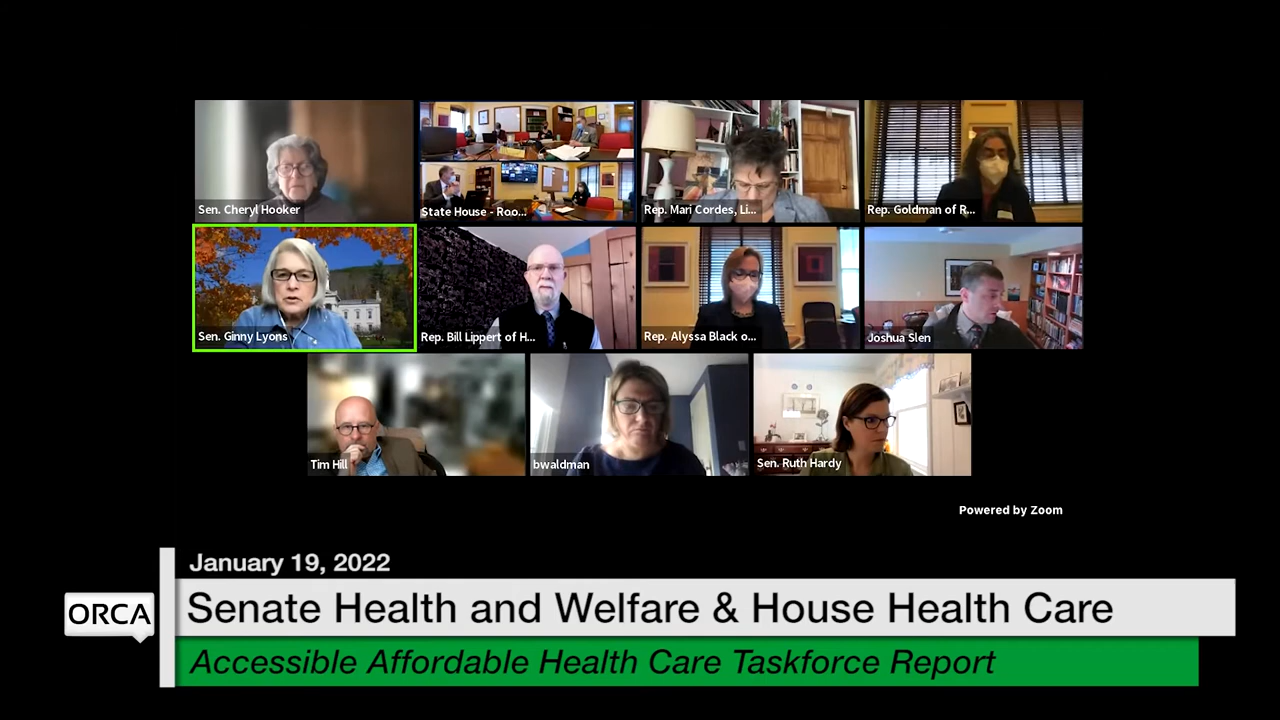 Sen. Cheryl Hooker
State House - Roo...
Rep. Mari Cordes, Li...
Rep. Goldman of R...
Sen. Ginny Lyons
Rep. Bill Lippert of H...
Rep. Alyssa Black o...
Joshua Slen
Tim Hill
bwaldman
Sen. Ruth Hardy
Powered by Zoom
January 19, 2022
ORCA
Senate Health and Welfare & House Health Care
Accessible Affordable Health Care Taskforce Report